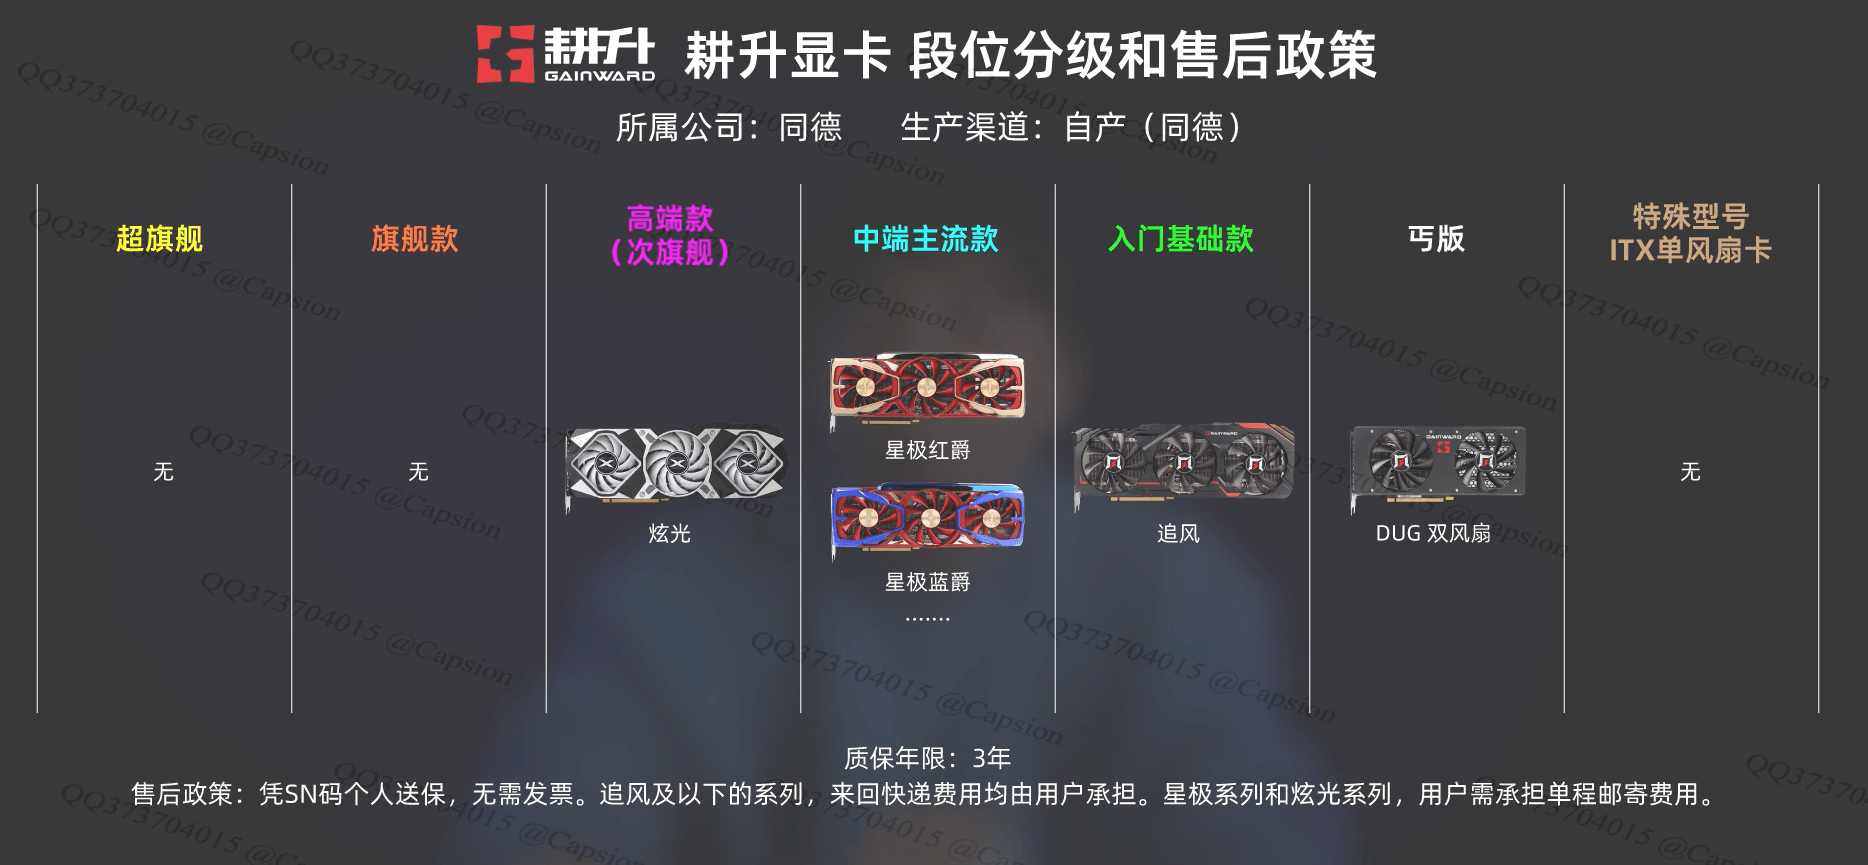 耕升 GAINWARD 耕升显卡 段位分级和售后政策
所属公司：同德 生产渠道：自产（同德）
超旗舰
旗舰款
高端款
（次旗舰）
中端主流款
入门基础款
丐版
特殊型号
ITX单风扇卡
无
无
炫光
星极红爵
星极蓝爵
.......
GAINWARD
追风
GAINWARD
DUG 双风扇
无
质保年限：3年
售后政策：凭SN码个人送保，无需发票。追风及以下的系列，来回快递费用均由用户承担。星极系列和炫光系列，用户需承担单程邮寄费用。
QQ373704015 @Capsion